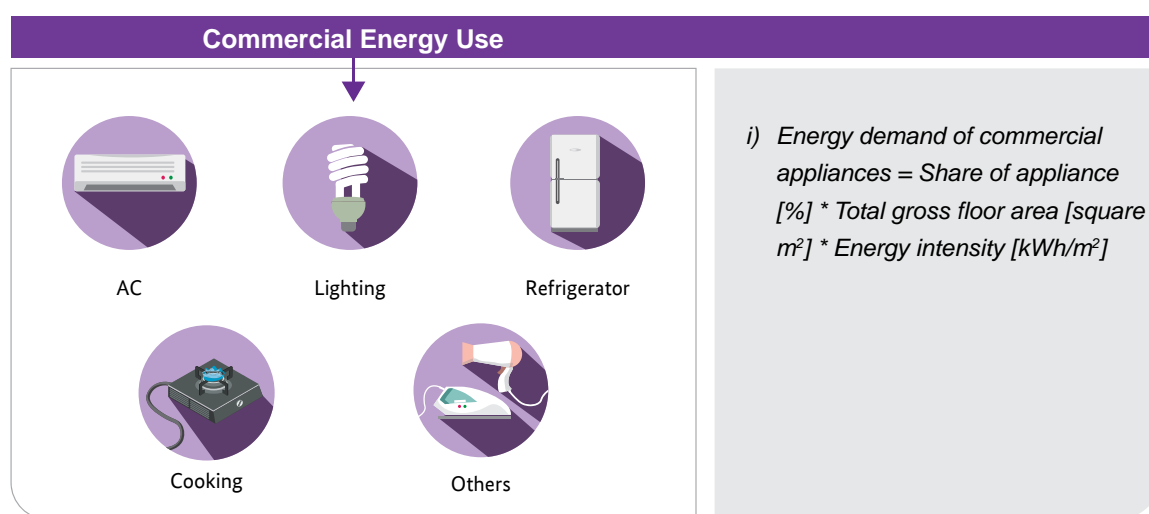 Commercial Energy Use
AC
Lighting
Refrigerator
Cooking
Others
i) Energy demand of commercial
appliances = Share of appliance
[%] * Total gross floor area [square
m²] * Energy intensity [kWh/m²]